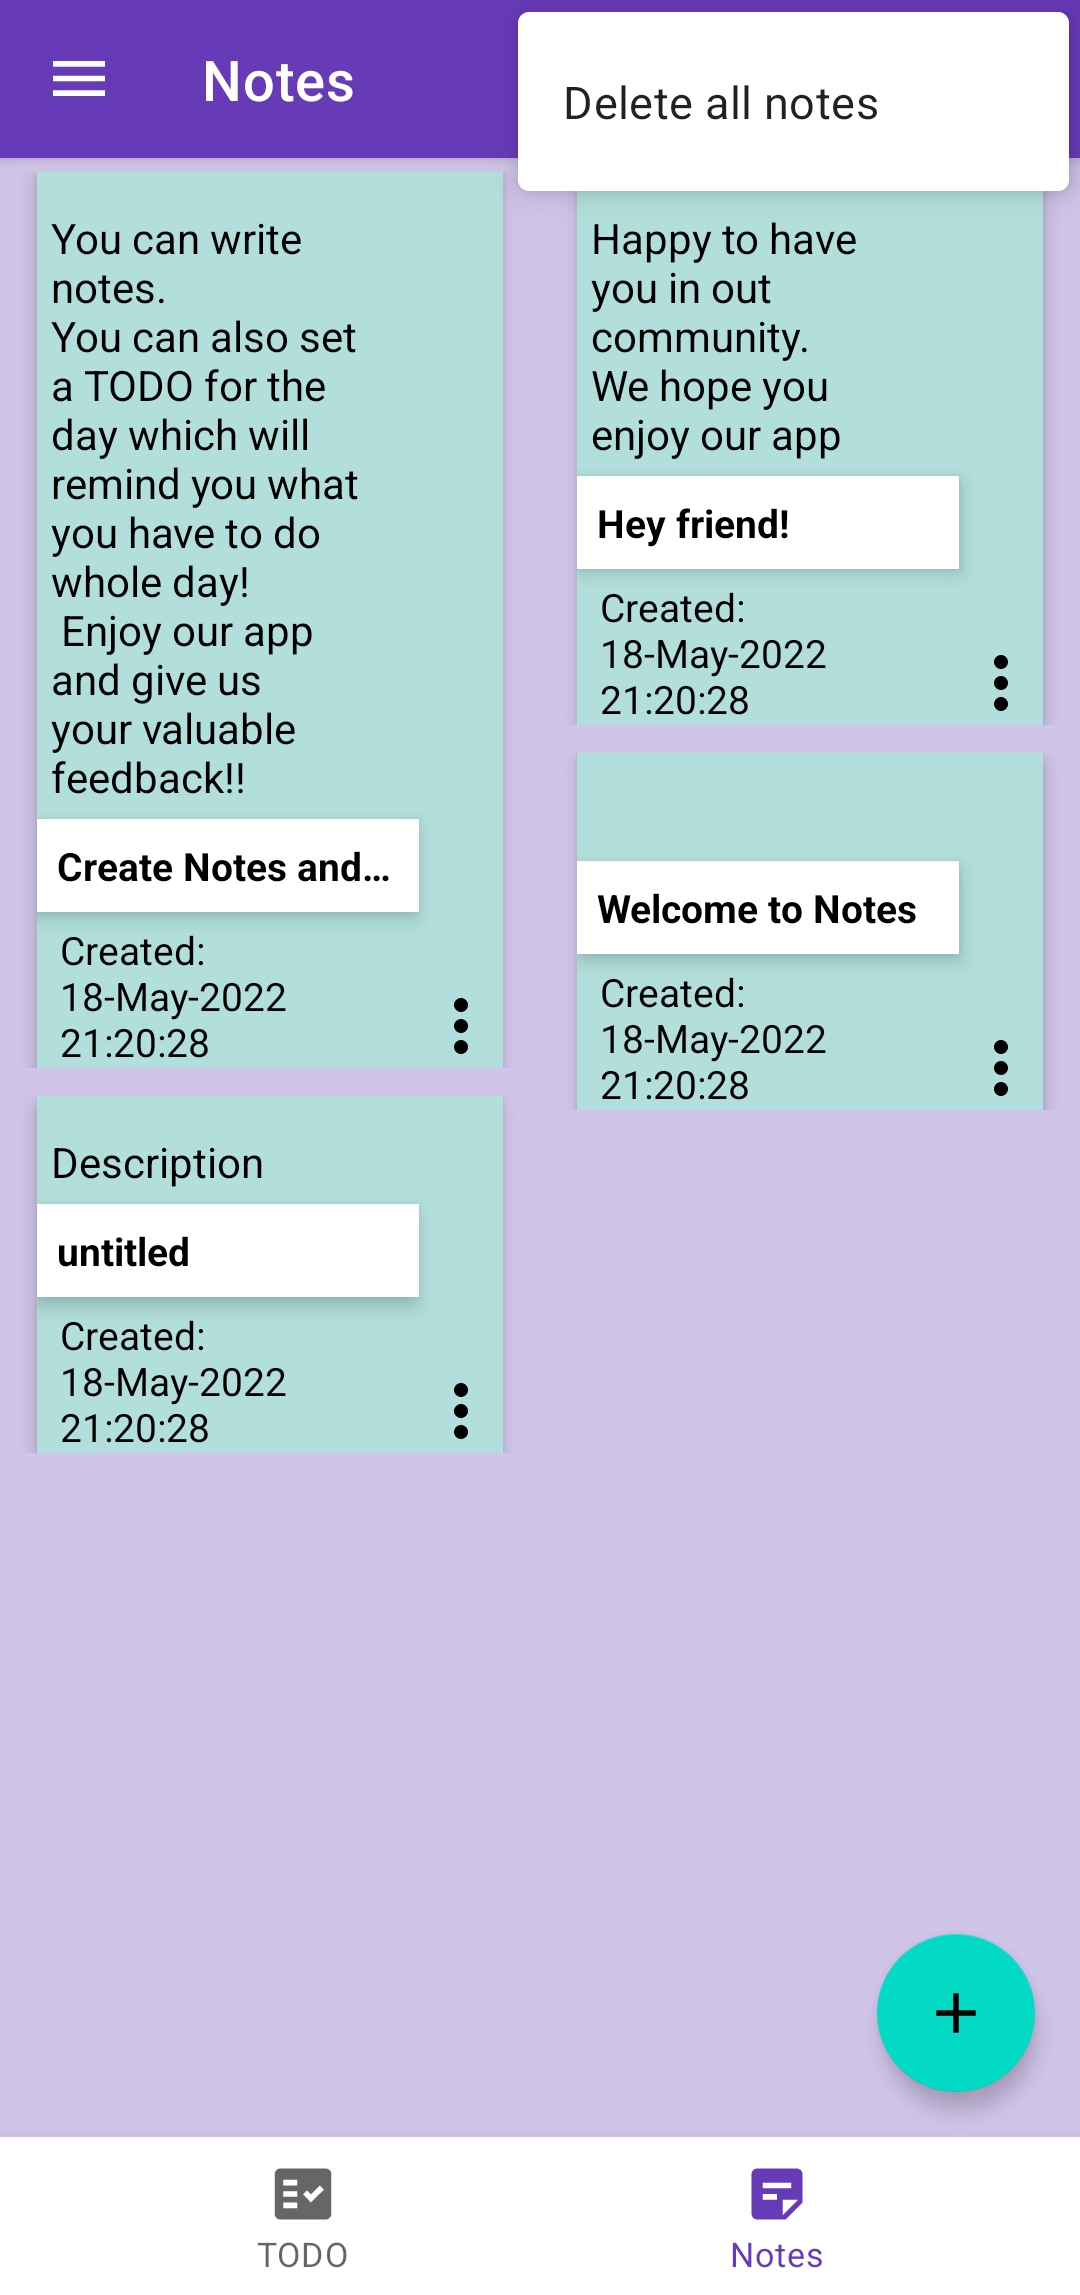 Notes
Delete all notes
You can write
notes.
You can also set
a TODO for the
day which will
remind you what
you have to do
whole day!
Enjoy our app
and give us
your valuable
feedback!!
Create Notes and...
Created:
18-May-2022
21:20:28
Happy to have
you in out
community.
We hope you
enjoy our app
Hey friend!
Created:
18-May-2022
21:20:28
Welcome to Notes
Created:
18-May-2022
21:20:28
Description
untitled
Created:
18-May-2022
21:20:28
TODO
Notes